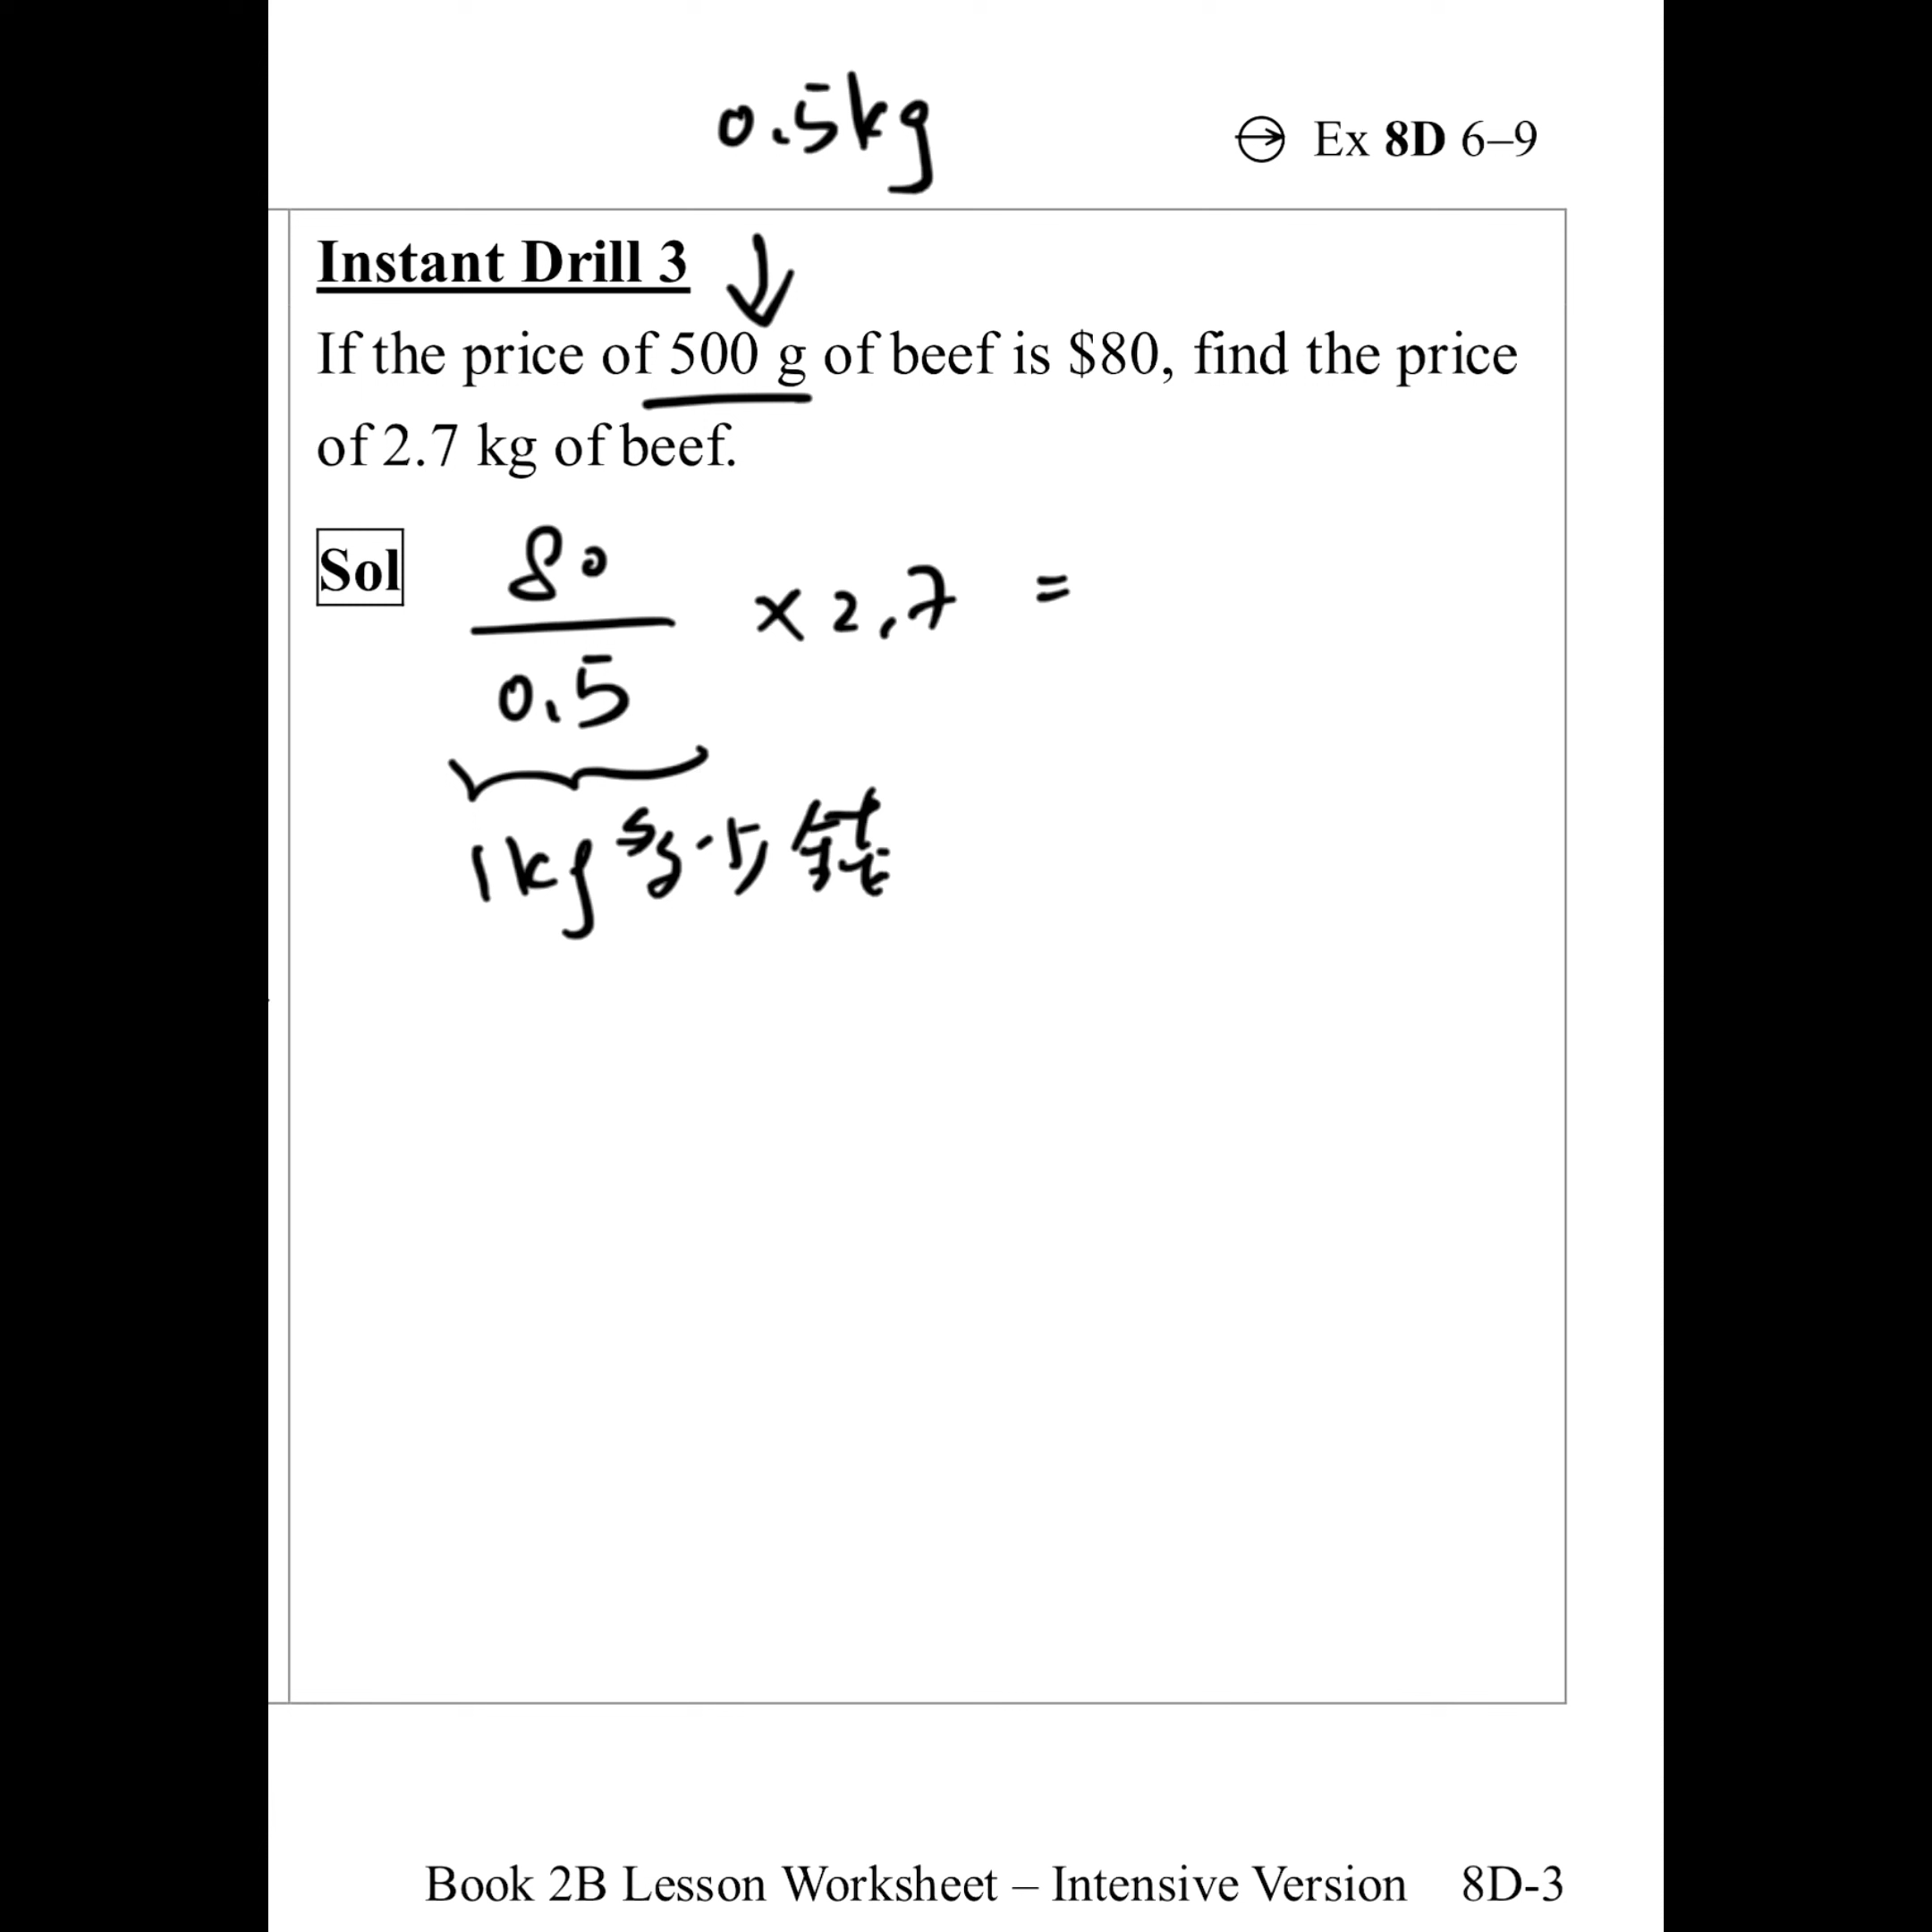 0.5kg
Ex 8D 6–9
Instant Drill 3
If the price of 500 g of beef is $80, find the price
of 2.7 kg of beef.
Sol
80
× 2.7 =
0.5
1kg 多少钱
Book 2B Lesson Worksheet – Intensive Version 8D-3